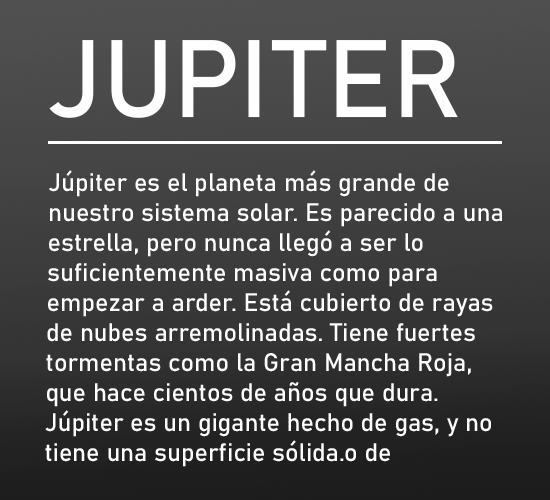 JUPITER
Júpiter es el planeta más grande de
nuestro sistema solar. Es parecido a una
estrella, pero nunca llegó a ser lo
suficientemente masiva como para
empezar a arder. Está cubierto de rayas
de nubes arremolinadas. Tiene fuertes
tormentas como la Gran Mancha Roja,
que hace cientos de años que dura.
Júpiter es un gigante hecho de gas, y no
tiene una superficie sólida.o de